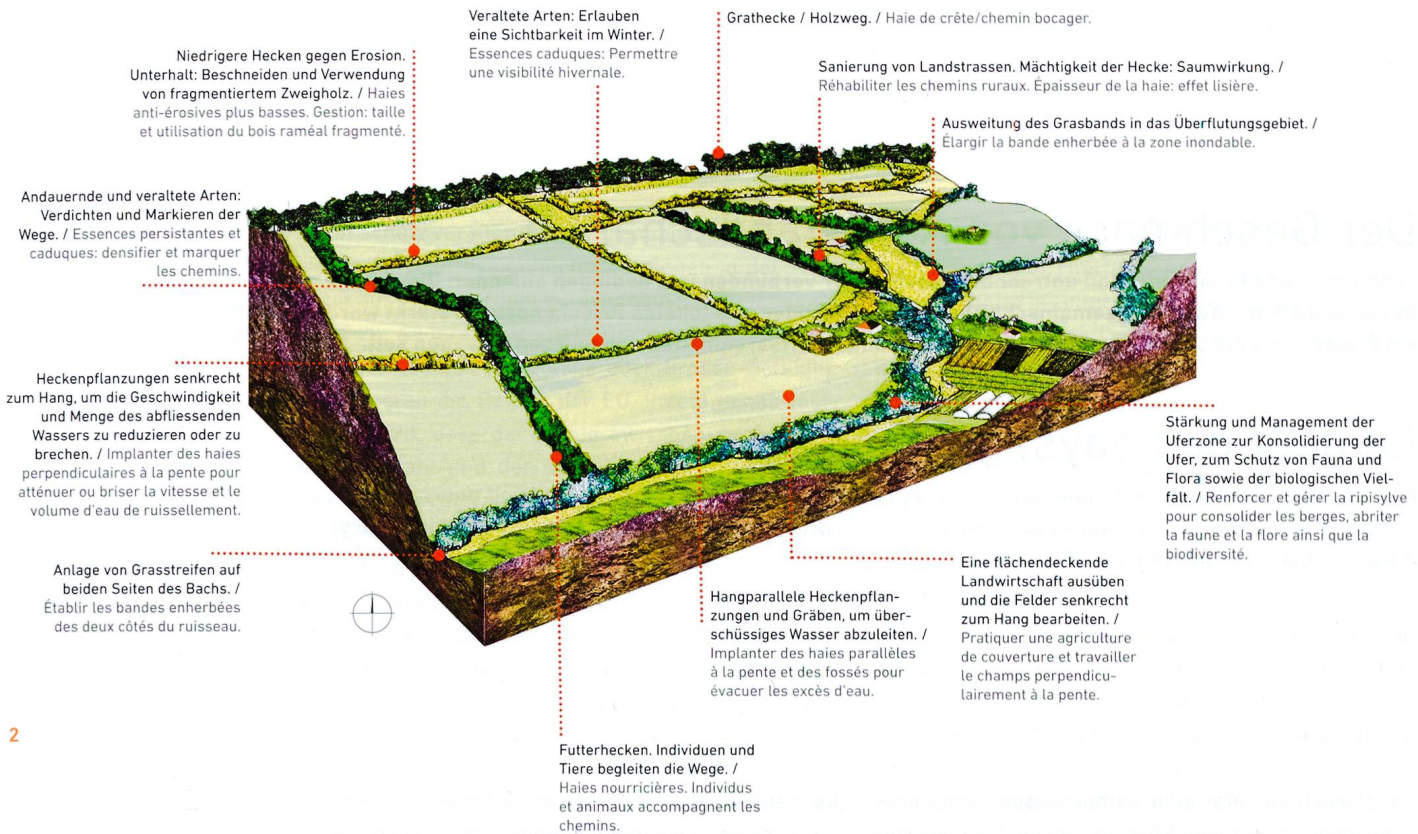 Veraltete Arten: Erlauben
eine Sichtbarkeit im Winter. /
Essences caduques: Permettre
une visibilité hivernale.
Grathecke / Holzweg. / Haie de crête/chemin bocager.
Niedrigere Hecken gegen Erosion.
Unterhalt: Beschneiden und Verwendung
von fragmentiertem Zweigholz. / Haies
anti-érosives plus basses. Gestion: taille
et utilisation du bois raméal fragmenté.
Sanierung von Landstrassen. Mächtigkeit der Hecke: Saumwirkung. /
Réhabiliter les chemins ruraux. Épaisseur de la haie: effet lisière.
Ausweitung des Grasbands in das Überflutungsgebiet. /
Élargir la bande enherbée à la zone inondable.
Andauernde und veraltete Arten:
Verdichten und Markieren der
Wege. / Essences persistantes et
caduques: densifier et marquer
les chemins.
Heckenpflanzungen senkrecht
zum Hang, um die Geschwindigkeit
und Menge des abfliessenden
Wassers zu reduzieren oder zu
brechen. / Implanter des haies
perpendiculaires à la pente pour
atténuer ou briser la vitesse et le
volume d'eau de ruissellement.
Stärkung und Management der
Uferzone zur Konsolidierung der
Ufer, zum Schutz von Fauna und
Flora sowie der biologischen Viel-
falt. / Renforcer et gérer la ripisylve
pour consolider les berges, abriter
la faune et la flore ainsi que la
biodiversité.
Anlage von Grasstreifen auf
beiden Seiten des Bachs. /
Établir les bandes enherbées
des deux côtés du ruisseau.
Hangparallele Heckenpflan-
zungen und Gräben, um über-
schüssiges Wasser abzuleiten. /
Implanter des haies parallèles
à la pente et des fossés pour
évacuer les excès d'eau.
Eine flächendeckende
Landwirtschaft ausüben
und die Felder senkrecht
zum Hang bearbeiten. /
Pratiquer une agriculture
de couverture et travailler
le champs perpendicu-
lairement à la pente.
2
Futterhecken. Individuen und
Tiere begleiten die Wege. /
Haies nourricières. Individus
et animaux accompagnent les
chemins.